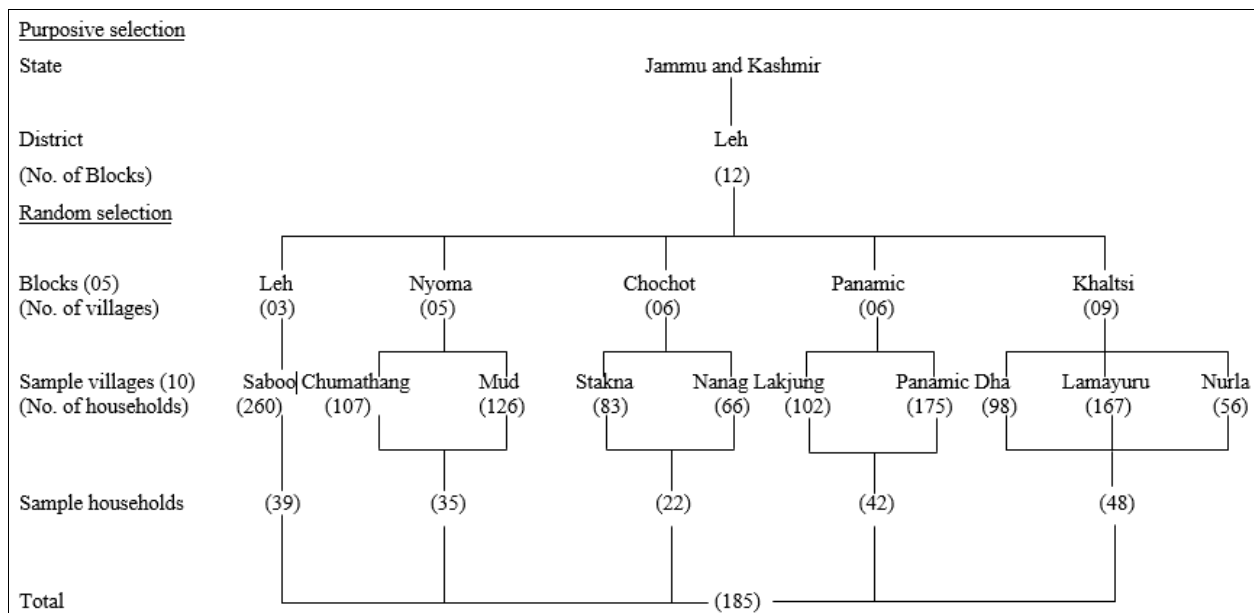 Purposive selection
State Jammu and Kashmir
District Leh
(No. of Blocks) (12)
Random selection
Blocks (05) Leh Nyoma Chochot Panamic Khaltsi
(No. of villages) (03) (05) (06) (06) (09)
Sample villages (10) Saboo Chumathang Mud Stakna Nanag Lakjung Panamic Dha Lamayuru Nurla
(No. of households) (260) (107) (126) (83) (66) (102) (175) (98) (167) (56)
Sample households (39) (35) (22) (42) (48)
Total (185)